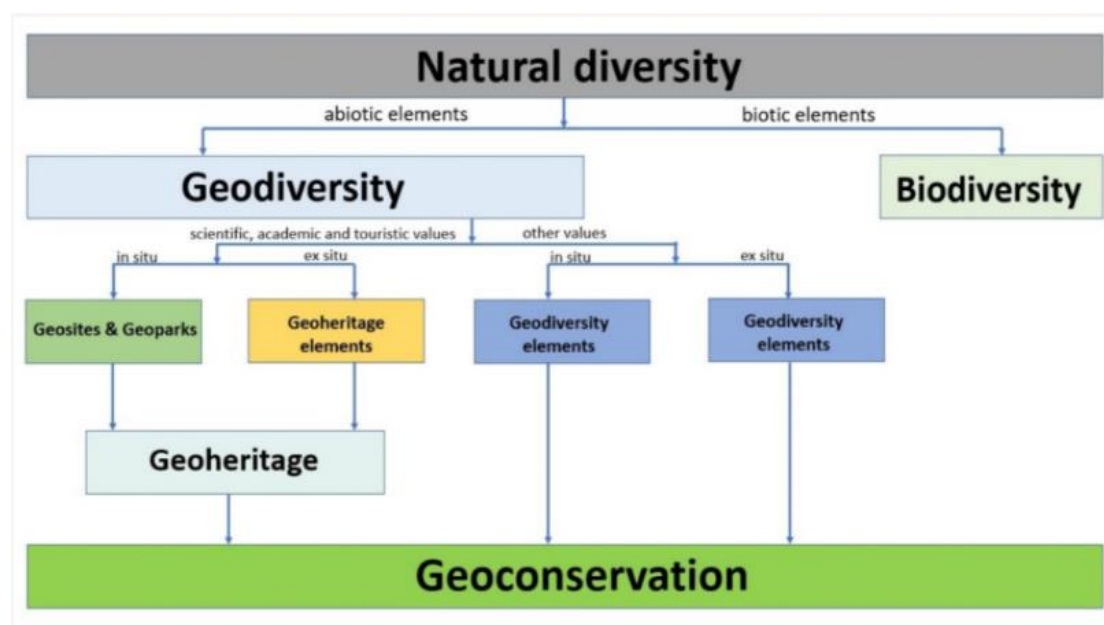 Natural diversity
abiotic elements
biotic elements
Geodiversity
Biodiversity
scientific, academic and touristic values
other values
in situ
ex situ
in situ
ex situ
Geosites & Geoparks
Geoheritage
elements
Geodiversity
elements
Geodiversity
elements
Geoheritage
Geoconservation